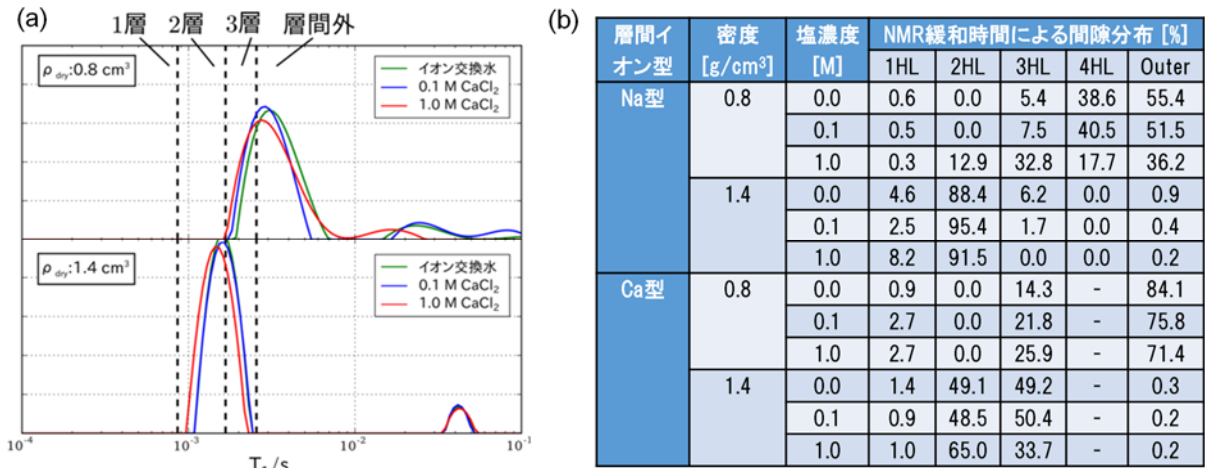 (a)
1層 2層 3層 層間外
ρ dry:0.8 cm³
イオン交換水
0.1 M CaCl₂
1.0 M CaCl₂
ρ dry:1.4 cm³
イオン交換水
0.1 M CaCl₂
1.0 M CaCl₂
10⁻⁴ 10⁻³ 10⁻² 10⁻¹
/s
(b)
層間イオン型 密度 [g/cm³] 塩濃度 [M] NMR緩和時間による間隙分布 [%]
1HL 2HL 3HL 4HL Outer
Na型 0.8 0.0 0.6 0.0 5.4 38.6 55.4
0.1 0.5 0.0 7.5 40.5 51.5
1.0 0.3 12.9 32.8 17.7 36.2
1.4 0.0 4.6 88.4 6.2 0.0 0.9
0.1 2.5 95.4 1.7 0.0 0.4
1.0 8.2 91.5 0.0 0.0 0.2
Ca型 0.8 0.0 0.9 0.0 14.3 - 84.1
0.1 2.7 0.0 21.8 - 75.8
1.0 2.7 0.0 25.9 - 71.4
1.4 0.0 1.4 49.1 49.2 - 0.3
0.1 0.9 48.5 50.4 - 0.2
1.0 1.0 65.0 33.7 - 0.2